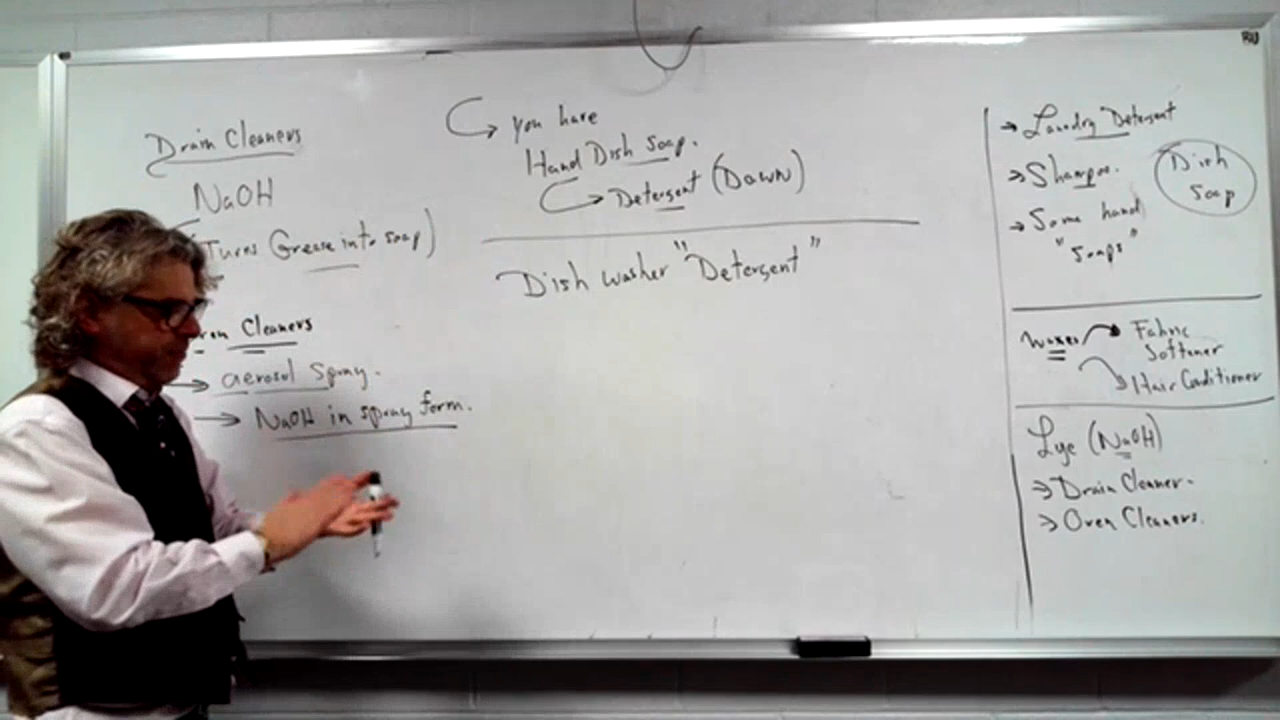 Drain Cleaners
NaOH
Turns Grease into soap)
Cleaners
→ aerosol spray.
→ NaOH in spray form.
you have
Hand Dish Soap.
Detergent (Dawn)
Dish washer "Detergent"
→ Laundry Detergent
→ Shampoo.
→ Some hand
"Soaps"
Dish
Soap
Waxes → Fabric
Softener
Hair Conditioner
Lye (NaOH)
→ Drain Cleaner.
→ Oven Cleaners.